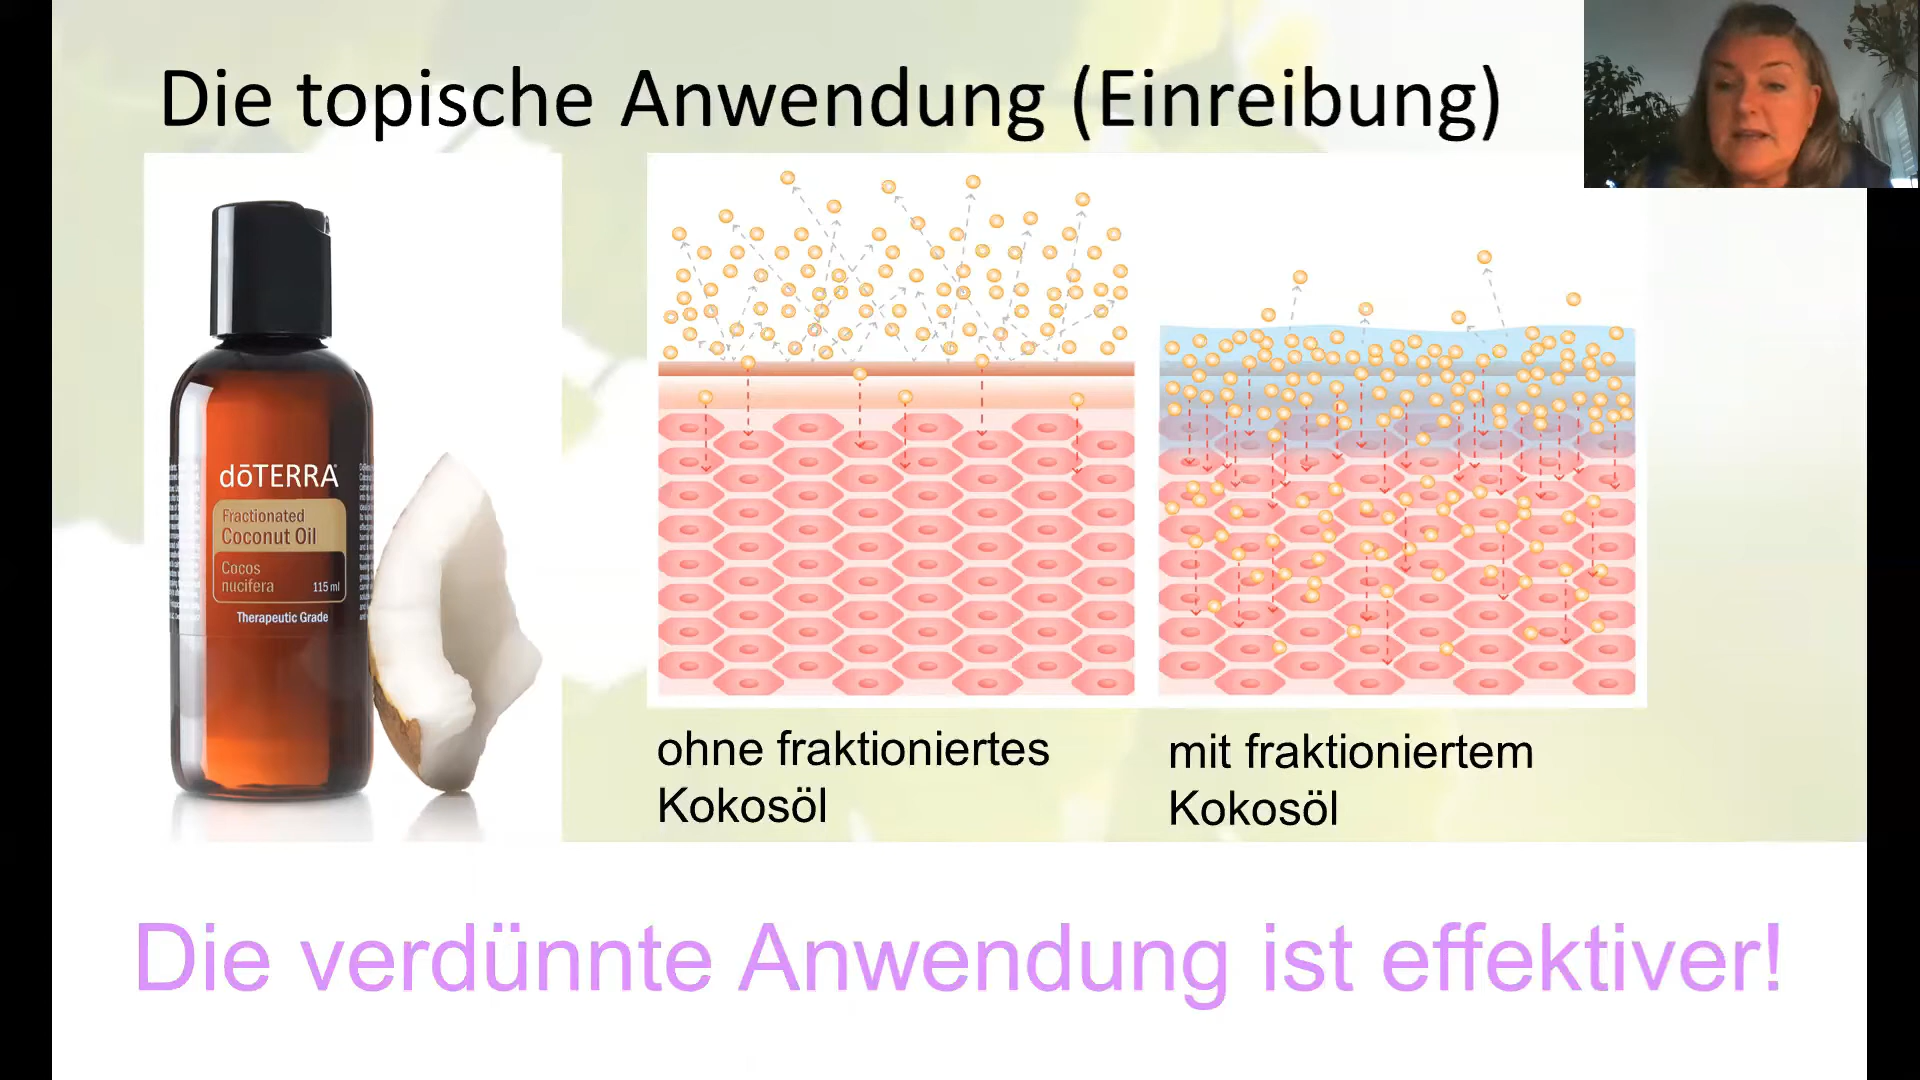 Die topische Anwendung (Einreibung)
dōTERRA
Fractionated
Coconut Oil
Cocos
nucifera 115 ml
Therapeutic Grade
ohne fraktioniertes
Kokosöl
mit fraktioniertem
Kokosöl
Die verdünnte Anwendung ist effektiver!